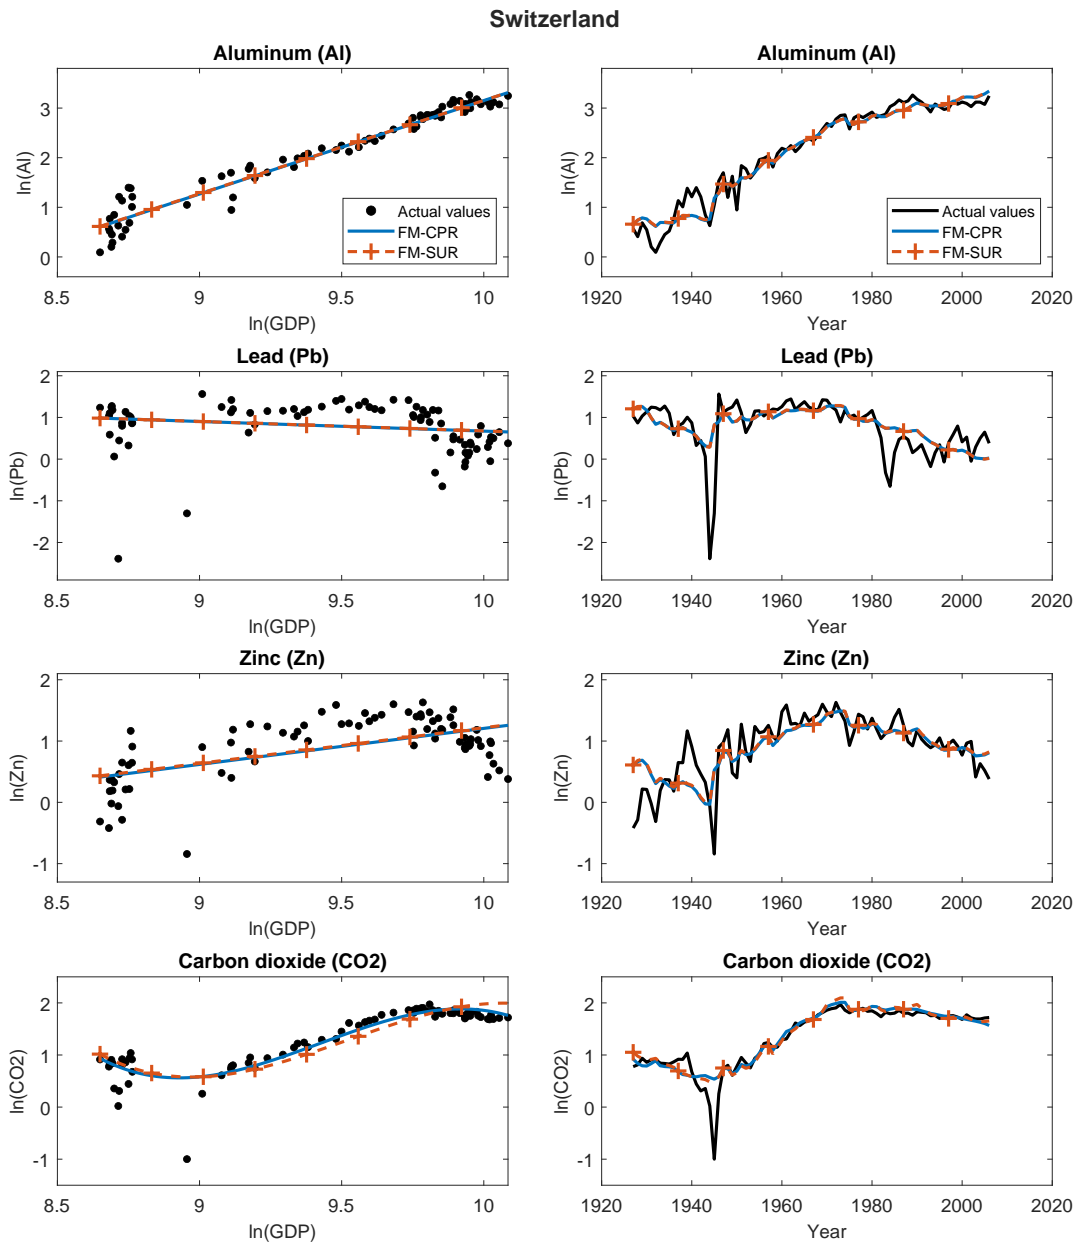 Switzerland
Aluminum (Al)
ln(Al)
3
2
1
0
Actual values
FM-CPR
FM-SUR
8.5 9 9.5 10
ln(GDP)
Aluminum (Al)
ln(Al)
3
2
1
0
Actual values
FM-CPR
FM-SUR
1920 1940 1960 1980 2000 2020
Year
Lead (Pb)
ln(Pb)
2
1
0
-1
-2
8.5 9 9.5 10
ln(GDP)
Lead (Pb)
ln(Pb)
2
1
0
-1
-2
1920 1940 1960 1980 2000 2020
Year
Zinc (Zn)
ln(Zn)
2
1
0
-1
8.5 9 9.5 10
ln(GDP)
Zinc (Zn)
ln(Zn)
2
1
0
-1
1920 1940 1960 1980 2000 2020
Year
Carbon dioxide (CO2)
ln(CO2)
2
1
0
-1
8.5 9 9.5 10
ln(GDP)
Carbon dioxide (CO2)
ln(CO2)
2
1
0
-1
1920 1940 1960 1980 2000 2020
Year